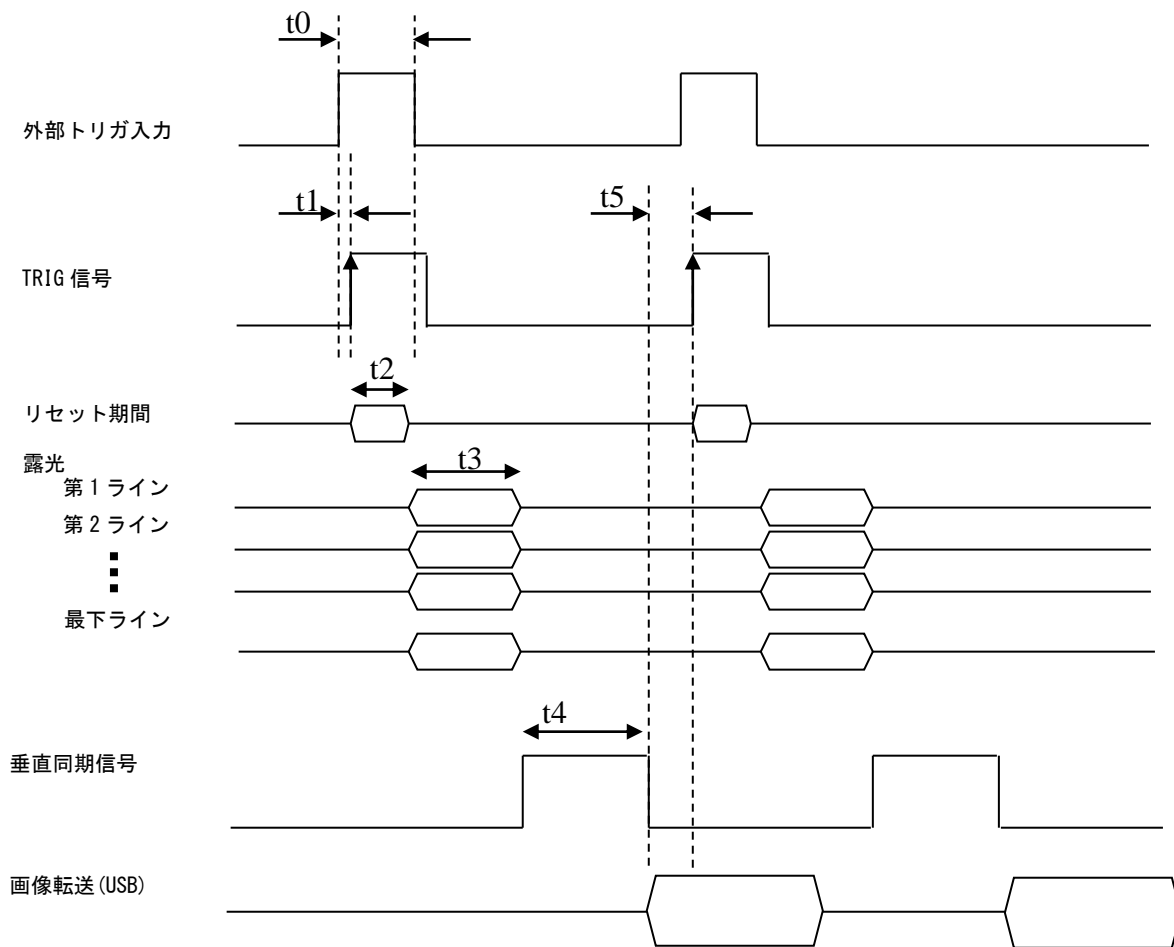 t0
外部トリガ入力
t1
t5
TRIG 信号
t2
リセット期間
露光
t3
第1ライン
第2ライン
最下ライン
t4
垂直同期信号
画像転送(USB)